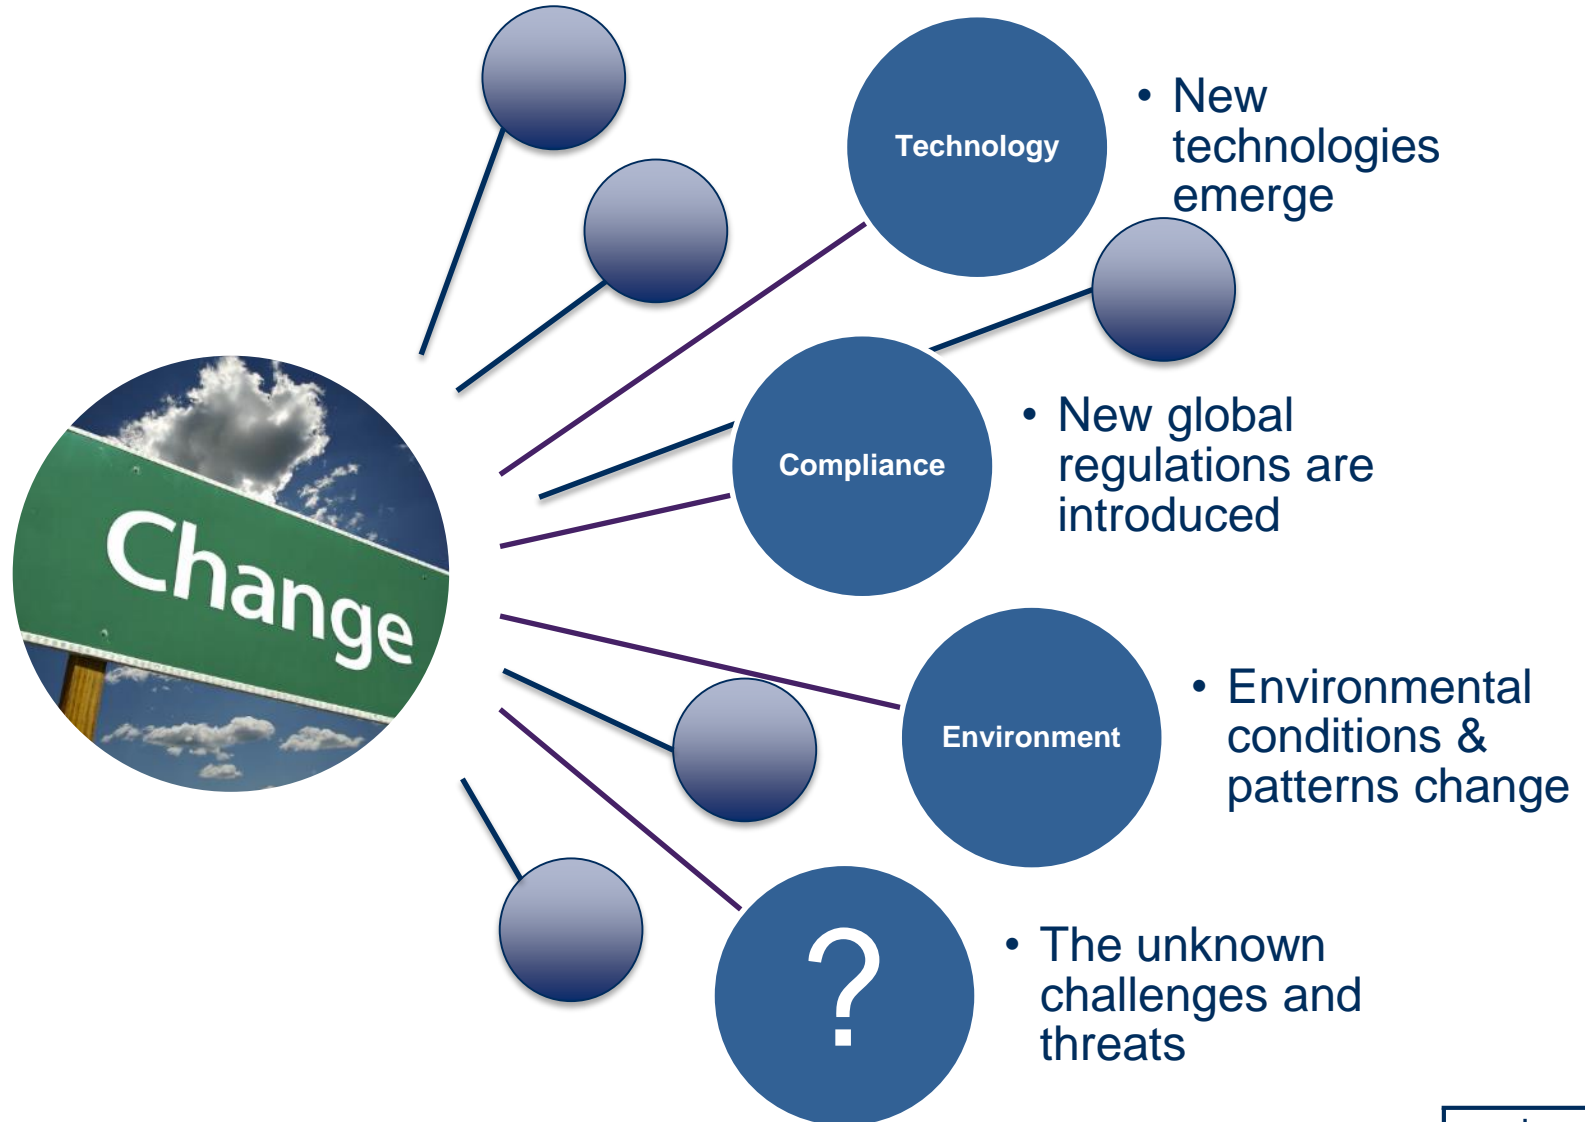 Technology
• New
technologies
emerge
Change
Compliance
• New global
regulations are
introduced
Environment
• Environmental
conditions &
patterns change
?
• The unknown
challenges and
threats